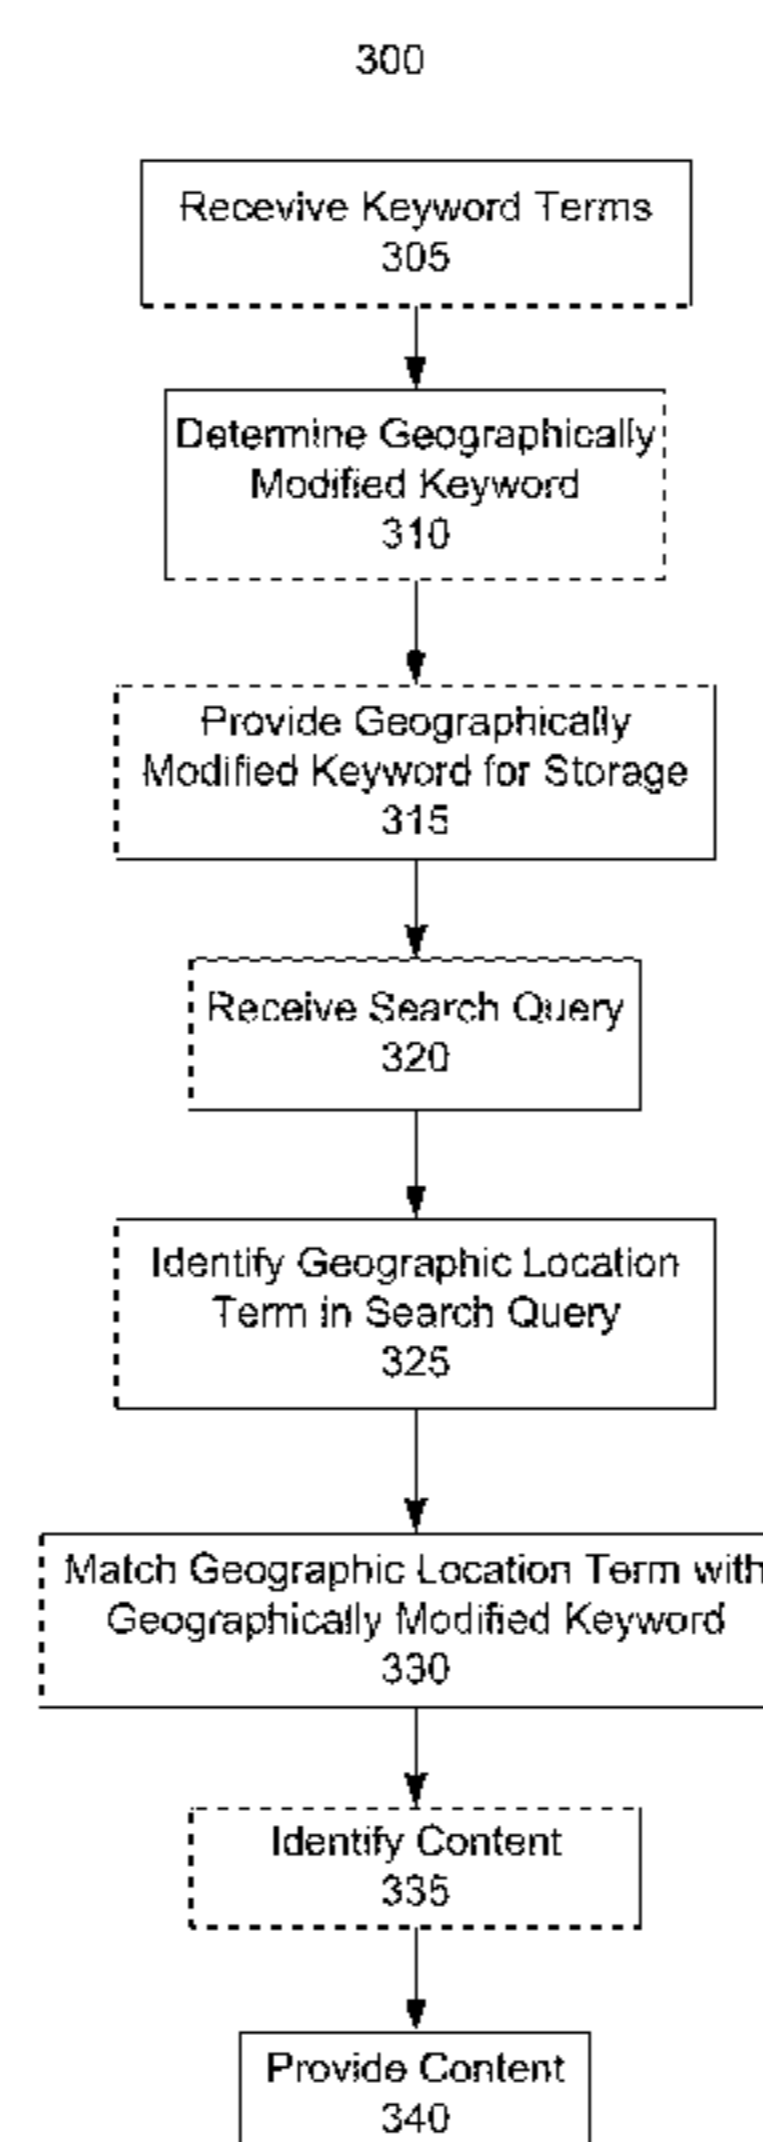 300
Recevive Keyword Terms
305
Determine Geographically
Modified Keyword
310
Provide Geographically
Modified Keyword for Storage
315
Receive Search Query
320
Identify Geographic Location
Term in Search Query
325
Match Geographic Location Term with
Geographically Modified Keyword
330
Identify Content
335
Provide Content
340